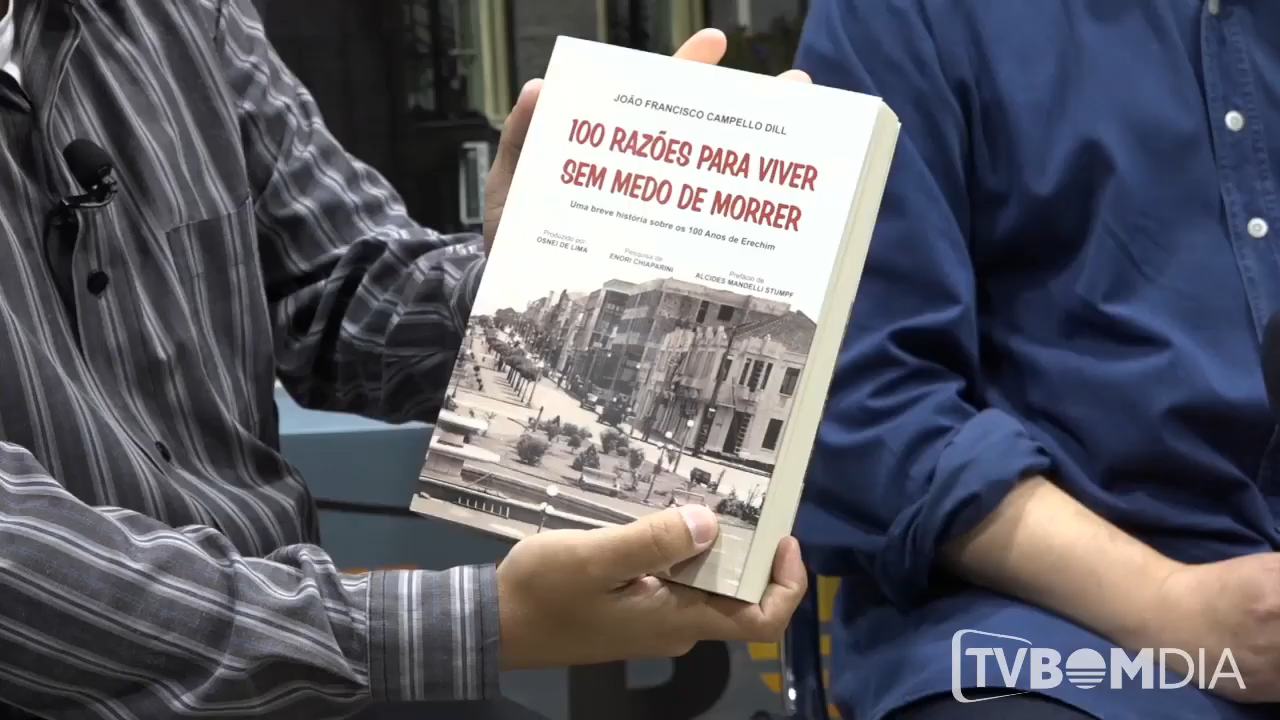 JOÃO FRANCISCO CAMPELLO DILL
100 RAZÕES PARA VIVER
SEM MEDO DE MORRER
Uma breve história sobre os 100 Anos de Erechim
Produzido por
OSNEI DE LIMA
Pesquisa de
ENORI CHIAPARINI
Prefácio de
ALCIDES MANDELLI STUMPF
TVBOMDIA